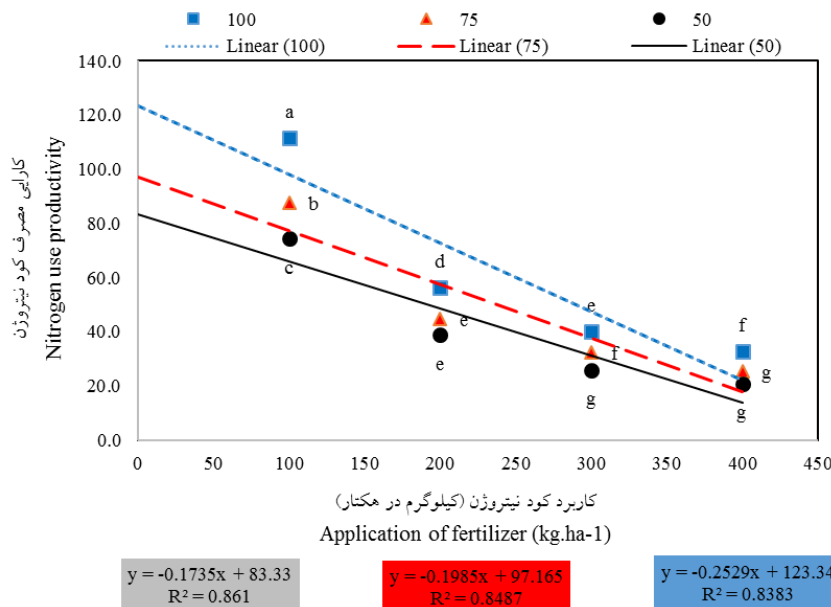 100 75 50
Linear (100) Linear (75) Linear (50)
کارایی مصرف کود نیتروژن
Nitrogen use productivity
140.0
120.0
100.0
80.0
60.0
40.0
20.0
0.0
a
b
c
d
e
e
e
f
g
f
g
g
0 50 100 150 200 250 300 350 400 450
کاربرد کود نیتروژن (کیلوگرم در هکتار)
Application of fertilizer (kg.ha-1)
y = -0.1735x + 83.33
R² = 0.861
y = -0.1985x + 97.165
R² = 0.8487
y = -0.2529x + 123.34
R² = 0.8383